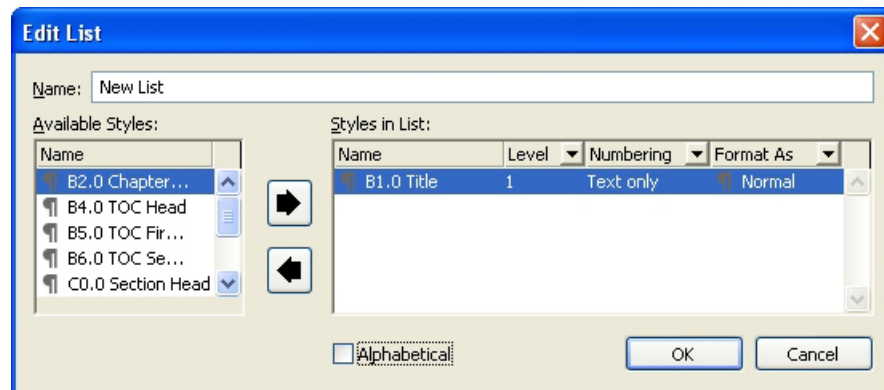 Edit List
Name: New List
Available Styles: Styles in List:
Name Name Level Numbering Format As
B2.0 Chapter... B1.0 Title 1 Text only Normal
B4.0 TOC Head
B5.0 TOC Fir...
B6.0 TOC Se...
C0.0 Section Head
Alphabetical OK Cancel